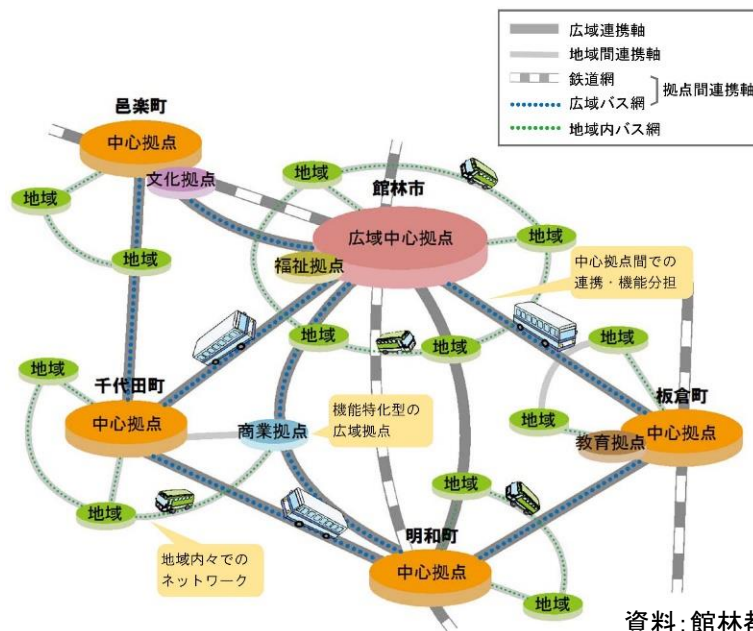 広域連携軸
地域間連携軸
鉄道網
広域バス網
拠点間連携軸
地域内バス網
邑楽町
中心拠点
文化拠点
地域
地域
地域
館林市
広域中心拠点
地域
福祉拠点
中心拠点間での
連携・機能分担
地域
地域
地域
地域
千代田町
中心拠点
機能特化型の
広域拠点
商業拠点
板倉町
地域
教育拠点
中心拠点
地域
地域
地域内々での
ネットワーク
明和町
中心拠点
地域
資料:館林都